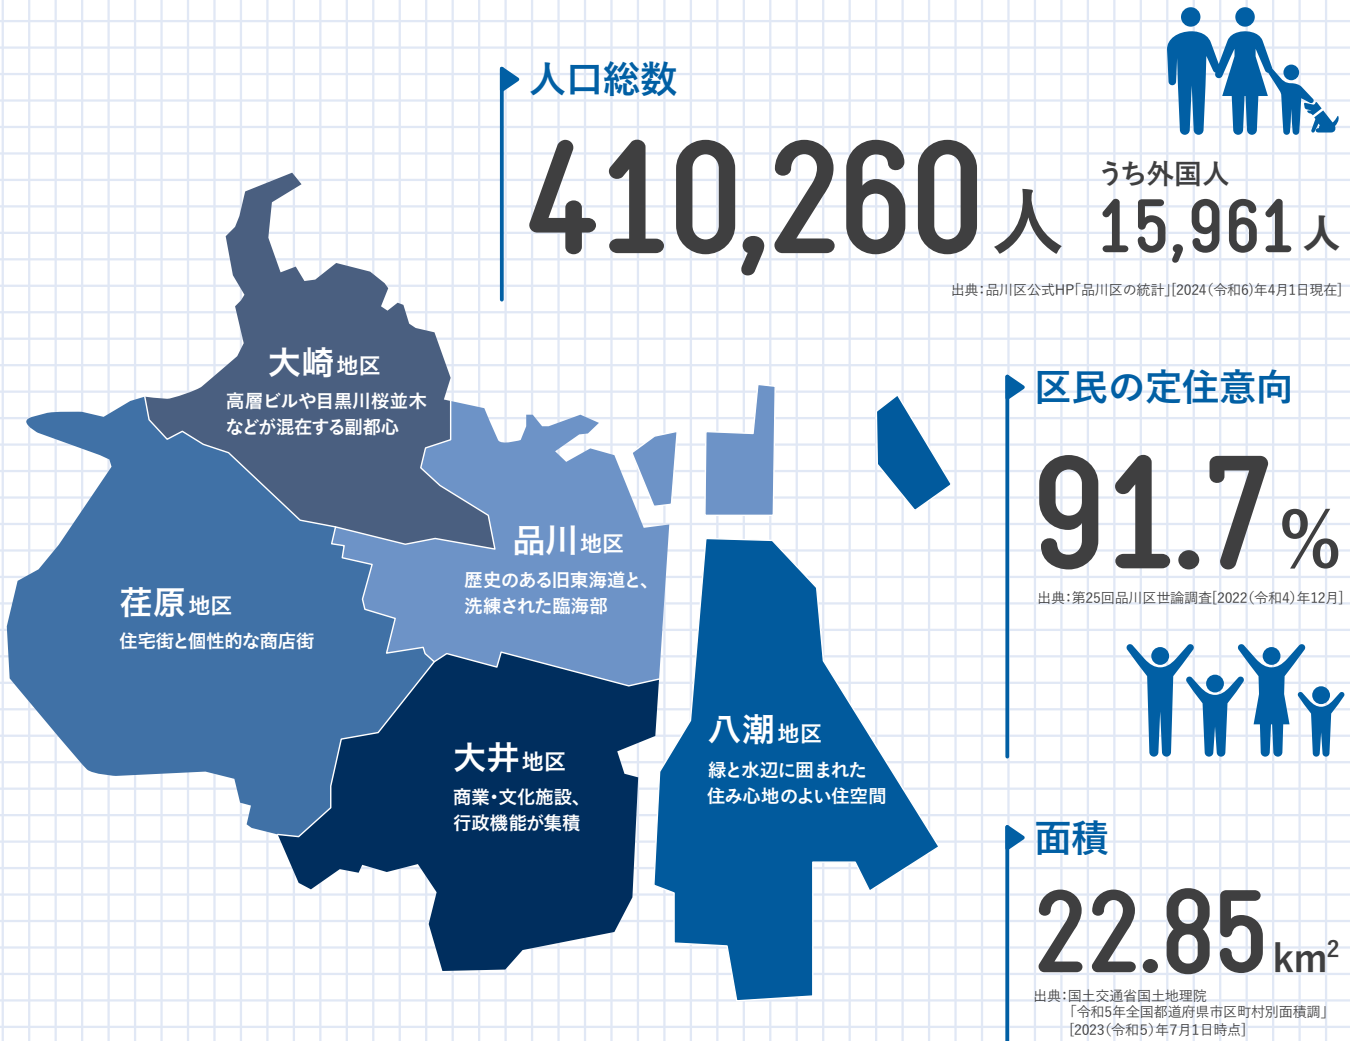 人口総数
410,260人
うち外国人
15,961人
出典：品川区公式HP「品川区の統計」[2024（令和6）年4月1日現在]
大崎地区
高層ビルや目黒川桜並木
などが混在する副都心
品川地区
歴史のある旧東海道と、
洗練された臨海部
荏原地区
住宅街と個性的な商店街
大井地区
商業・文化施設、
行政機能が集積
八潮地区
緑と水辺に囲まれた
住み心地のよい住空間
区民の定住意向
91.7%
出典：第25回品川区世論調査[2022（令和4）年12月]
面積
22.85km²
出典：国土交通省国土地理院
「令和5年全国都道府県市区町村別面積調」
[2023（令和5）年7月1日時点]